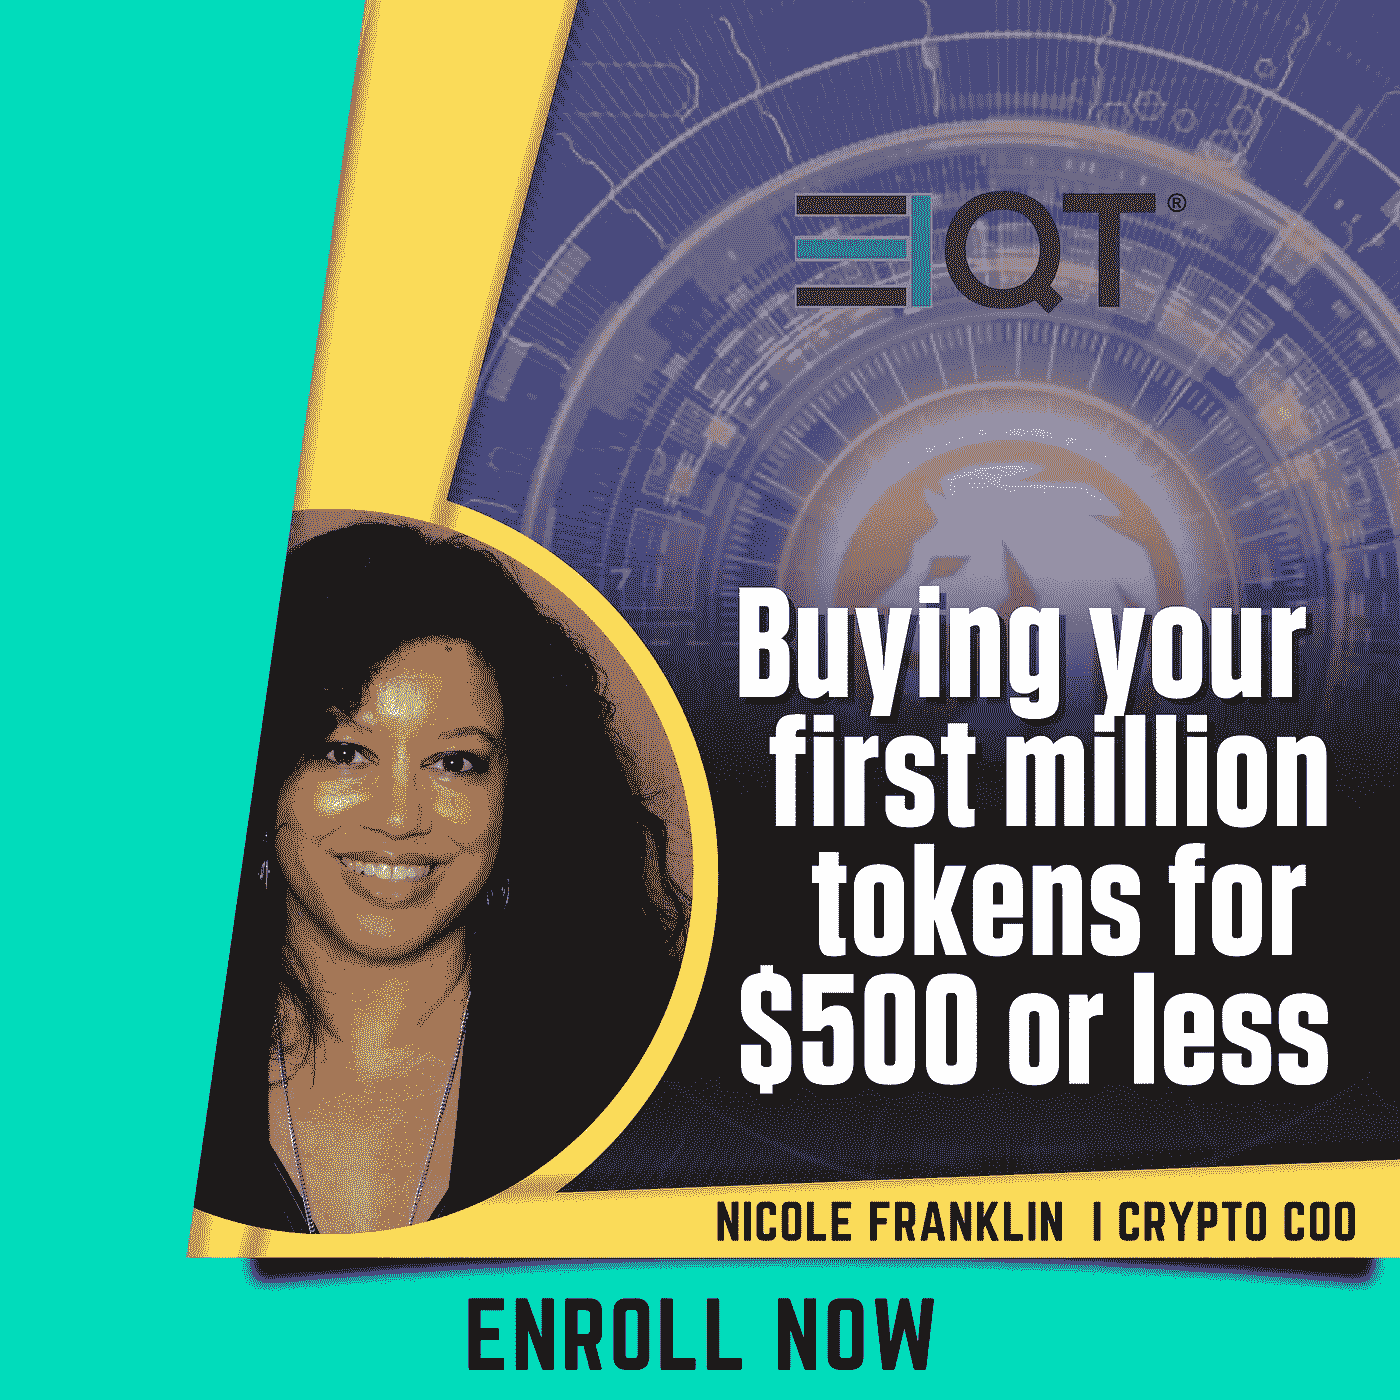 EQT®
Buying your
first million
tokens for
$500 or less
NICOLE FRANKLIN | CRYPTO COO
ENROLL NOW